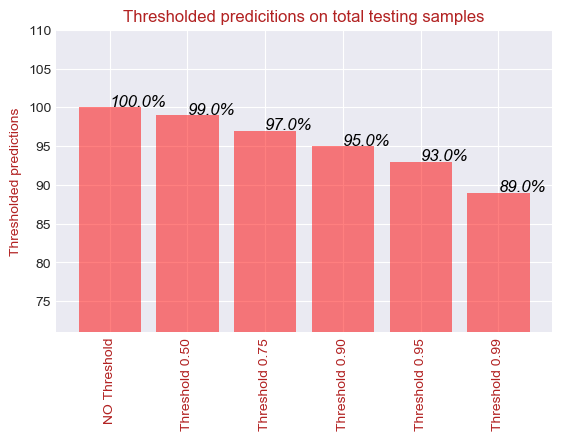 Thresholded predicitions on total testing samples
Thresholded predictions
110
105
100
95
90
85
80
75
100.0%
99.0%
97.0%
95.0%
93.0%
89.0%
NO Threshold
Threshold 0.50
Threshold 0.75
Threshold 0.90
Threshold 0.95
Threshold 0.99